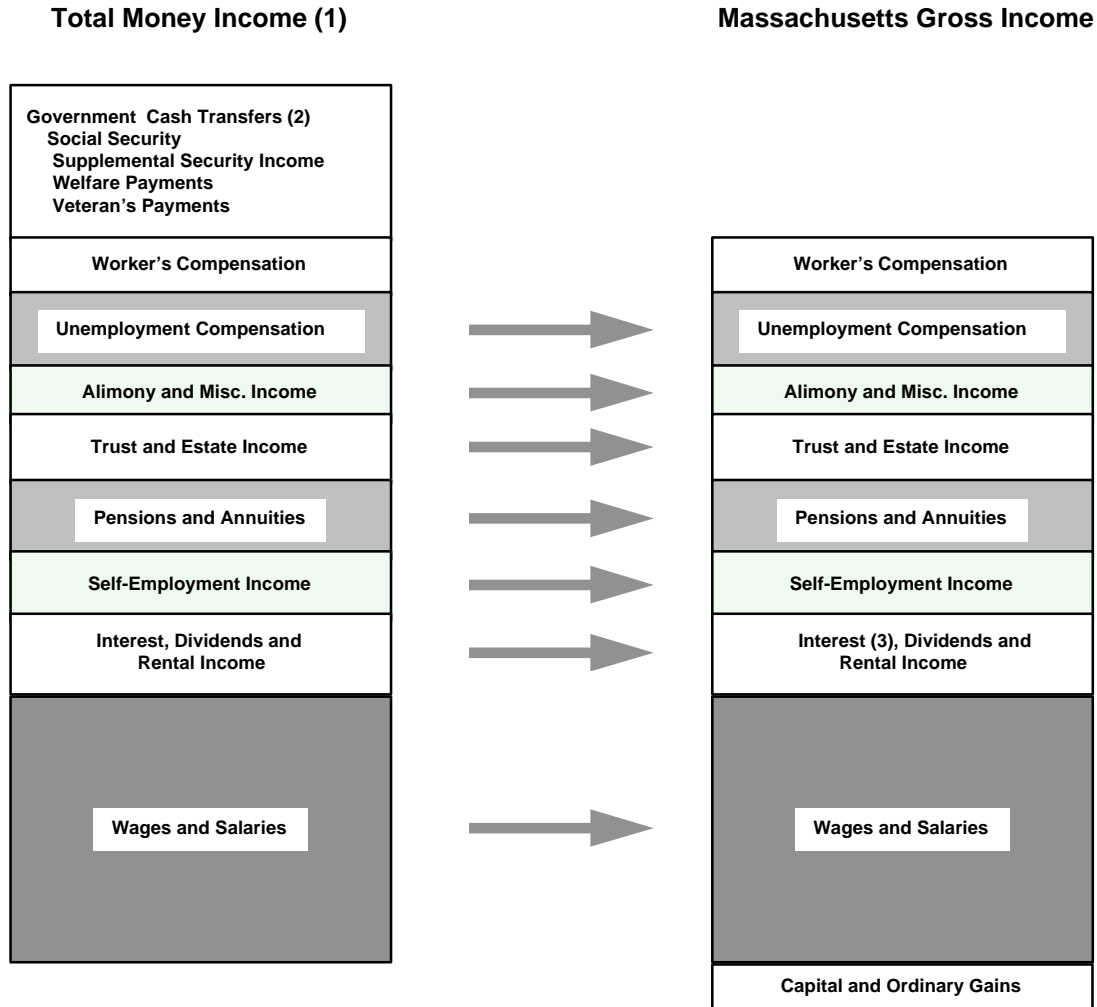 Total Money Income (1)
Massachusetts Gross Income
Government Cash Transfers (2)
Social Security
Supplemental Security Income
Welfare Payments
Veteran’s Payments
Worker’s Compensation
Unemployment Compensation
Alimony and Misc. Income
Trust and Estate Income
Pensions and Annuities
Self-Employment Income
Interest, Dividends and
Rental Income
Wages and Salaries
Worker’s Compensation
Unemployment Compensation
Alimony and Misc. Income
Trust and Estate Income
Pensions and Annuities
Self-Employment Income
Interest (3), Dividends and
Rental Income
Wages and Salaries
Capital and Ordinary Gains